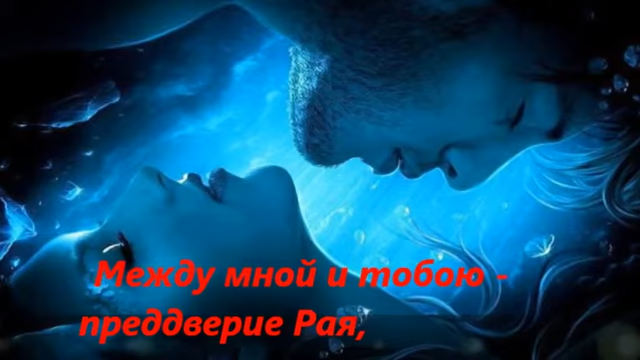 Между мной и тобою -
преддверие Рая,